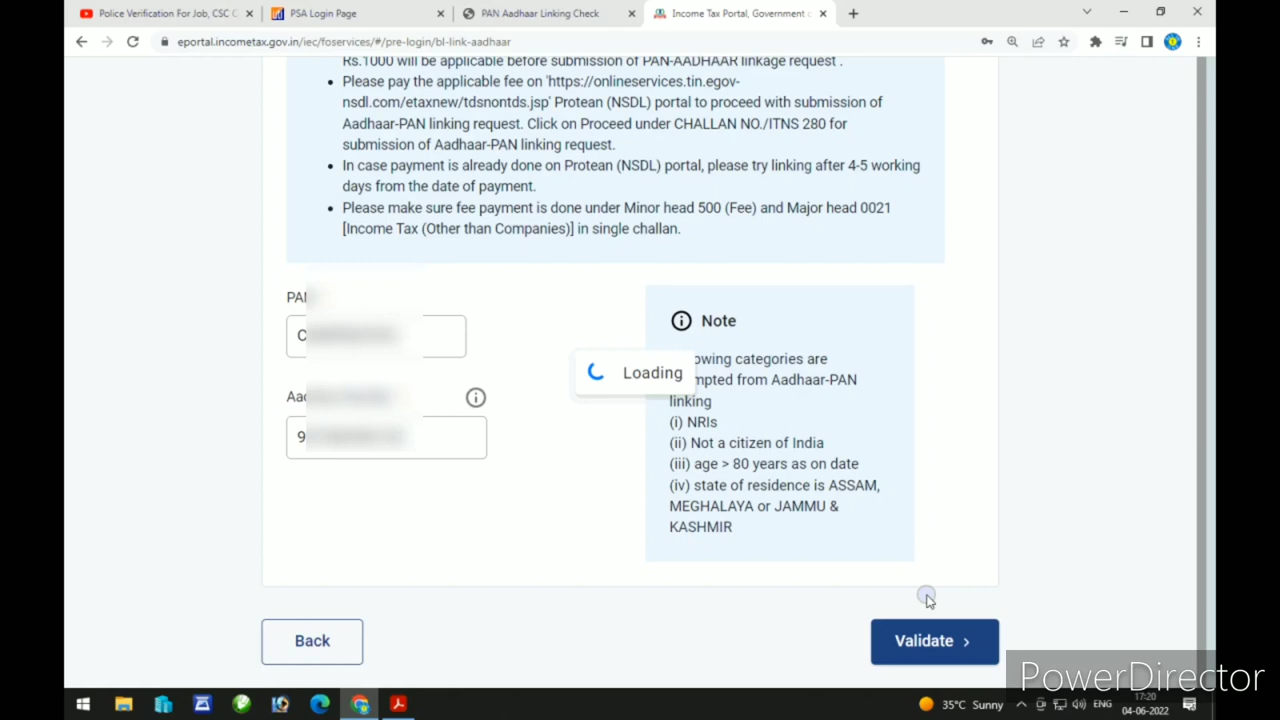 Police Verification For Job, CSC C
PSA Login Page
PAN Aadhaar Linking Check
Income Tax Portal, Government o
eportal.incometax.gov.in/iec/foservices/#/pre-login/bl-link-aadhaar
Rs.1000 will be applicable before submission of PAN-AADHAAR linkage request .
• Please pay the applicable fee on 'https://onlineservices.tin.egov-
nsdl.com/etaxnew/tdsnontds.jsp' Protean (NSDL) portal to proceed with submission of
Aadhaar-PAN linking request. Click on Proceed under CHALLAN NO./ITNS 280 for
submission of Aadhaar-PAN linking request.
• In case payment is already done on Protean (NSDL) portal, please try linking after 4-5 working
days from the date of payment.
• Please make sure fee payment is done under Minor head 500 (Fee) and Major head 0021
[Income Tax (Other than Companies)] in single challan.
PAN
C
9
Note
owing categories are
mpted from Aadhaar-PAN
linking
(i) NRIs
(ii) Not a citizen of India
(iii) age > 80 years as on date
(iv) state of residence is ASSAM,
MEGHALAYA or JAMMU &
KASHMIR
Loading
Back
Validate >
PowerDirector
35°C Sunny
ENG
17:20
04-06-2022